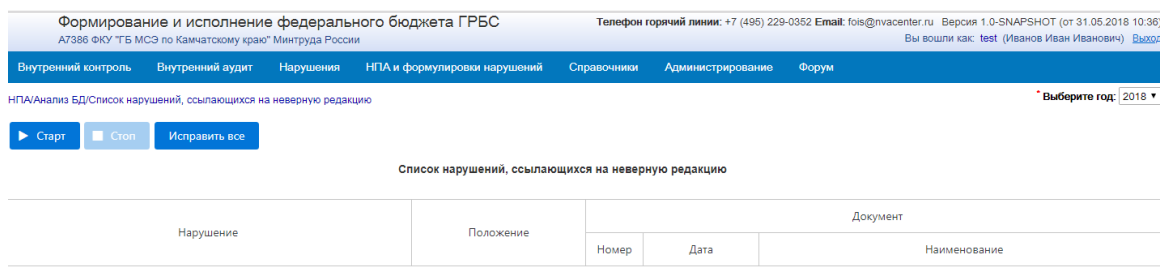 Формирование и исполнение федерального бюджета ГРБС
Телефон горячий линии: +7 (495) 229-0352 Email: fois@nvacenter.ru Версия 1.0-SNAPSHOT (от 31.05.2018 10:36)
А7386 ФКУ "ГБ МСЭ по Камчатскому краю" Минтруда России
Вы вошли как: test (Иванов Иван Иванович) Выход
Внутренний контроль Внутренний аудит Нарушения НПА и формулировки нарушений Справочники Администрирование Форум
НПА/Анализ БД/Список нарушений, ссылающихся на неверную редакцию
* Выберите год: 2018
Старт Стоп Исправить все
Список нарушений, ссылающихся на неверную редакцию
Нарушение Положение Документ
Номер Дата Наименование